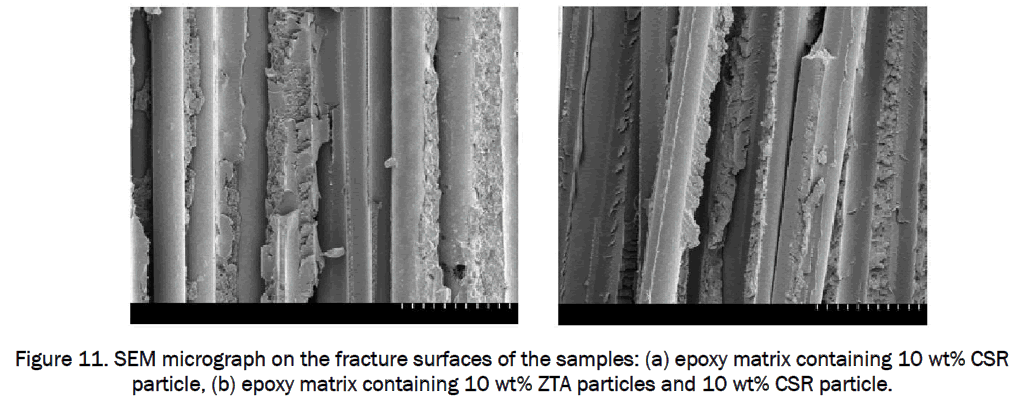 Figure 11. SEM micrograph on the fracture surfaces of the samples: (a) epoxy matrix containing 10 wt% CSR
particle, (b) epoxy matrix containing 10 wt% ZTA particles and 10 wt% CSR particle.